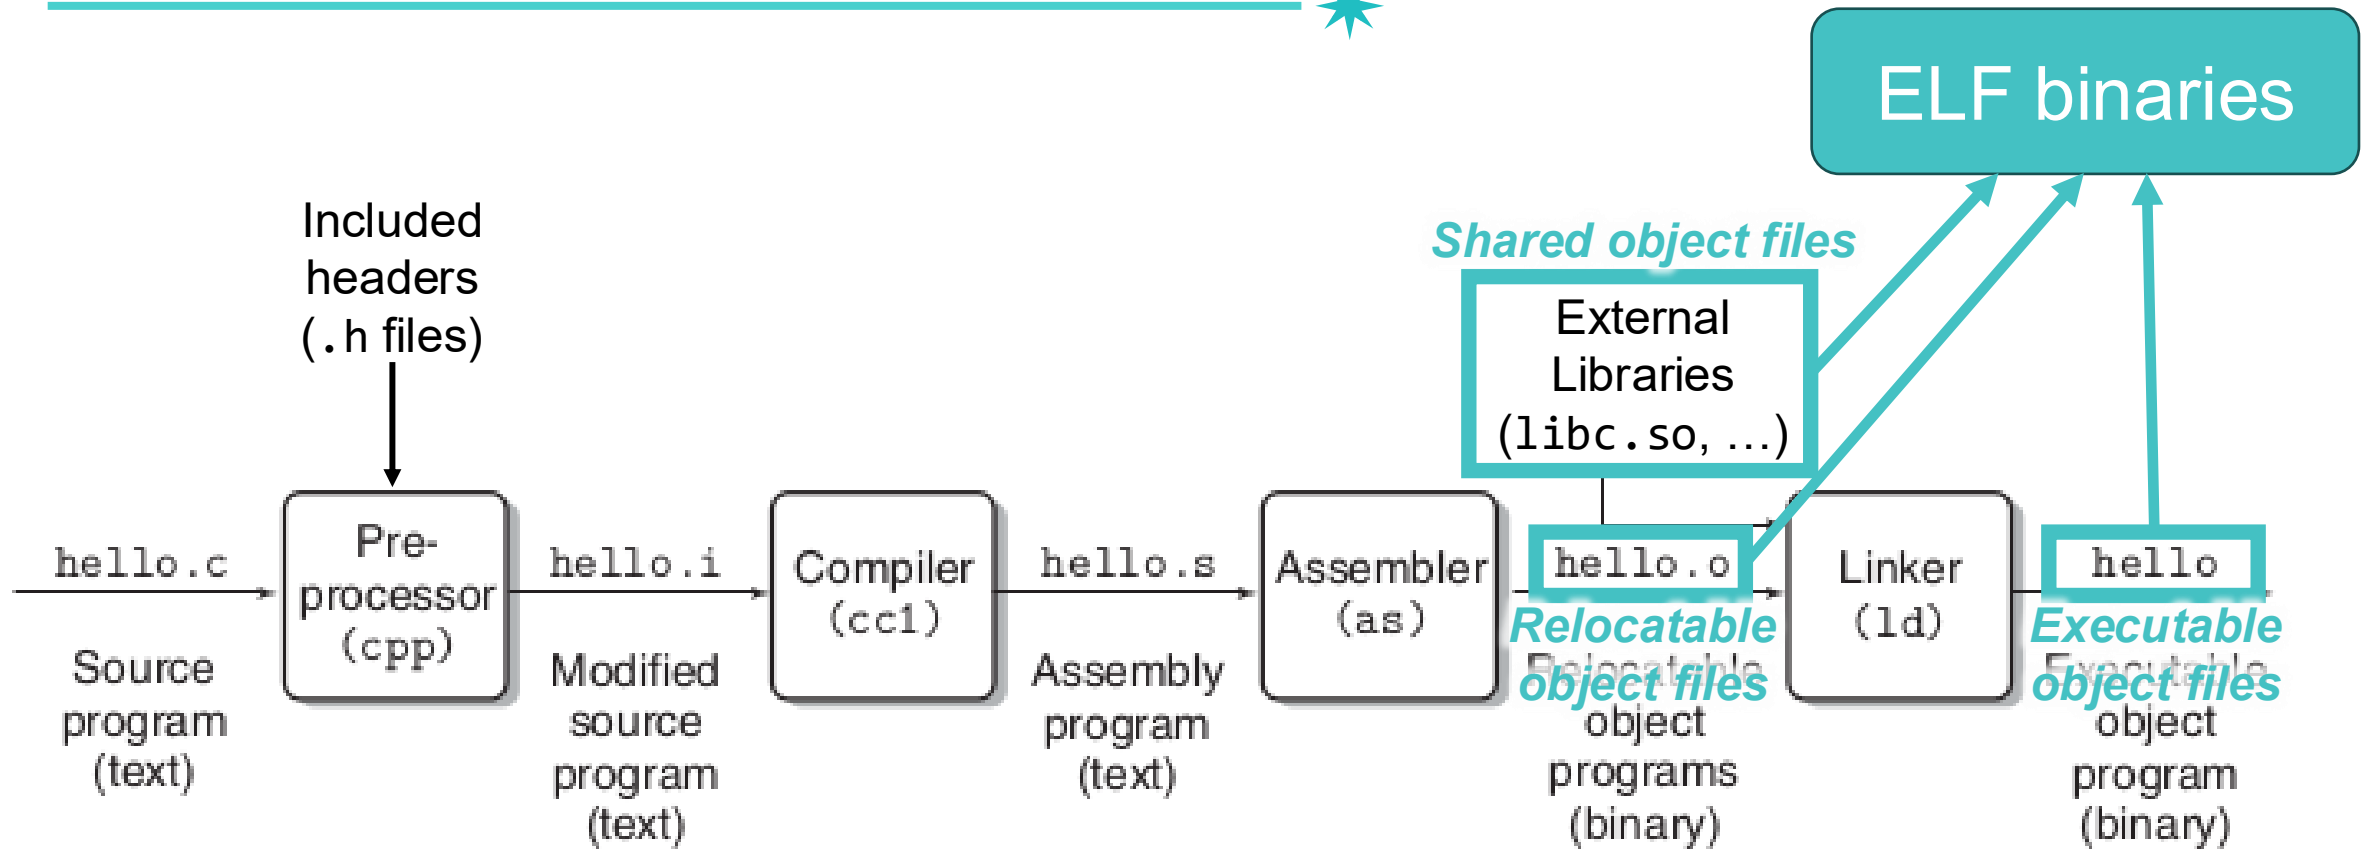 ELF binaries
Included
headers
(.h files)
Shared object files
External
Libraries
(libc.so, …)
hello.c
Source
program
(text)
Pre-
processor
(cpp)
hello.i
Modified
source
program
(text)
Compiler
(cc1)
hello.s
Assembly
program
(text)
Assembler
(as)
hello.o
Relocatable
object files
Relocatable
object
programs
(binary)
Linker
(ld)
hello
Executable
object files
Executable
object
program
(binary)